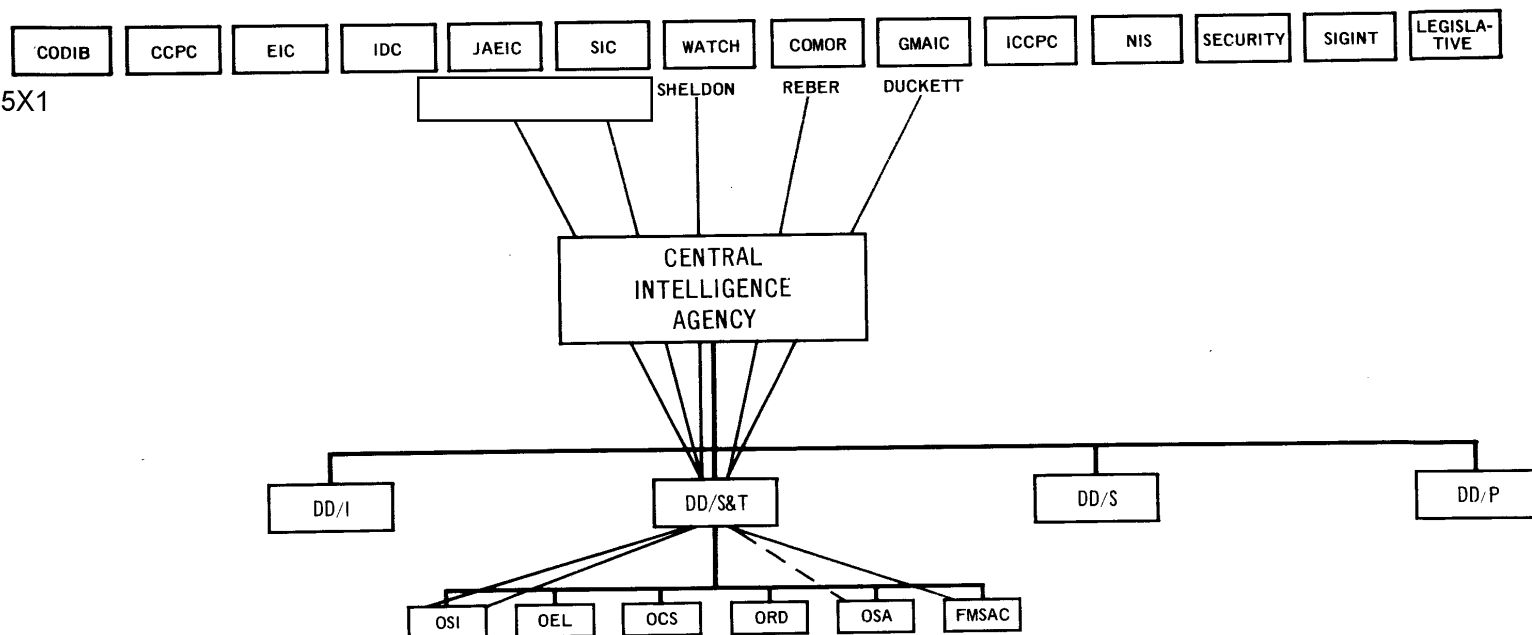 CODIB
CCPC
EIC
IDC
JAEIC
SIC
WATCH
COMOR
GMAIC
ICCPC
NIS
SECURITY
SIGINT
LEGISLA-
TIVE
5X1
SHELDON
REBER
DUCKETT
CENTRAL
INTELLIGENCE
AGENCY
DD/I
DD/S&T
DD/S
DD/P
OSI
OEL
OCS
ORD
OSA
FMSAC